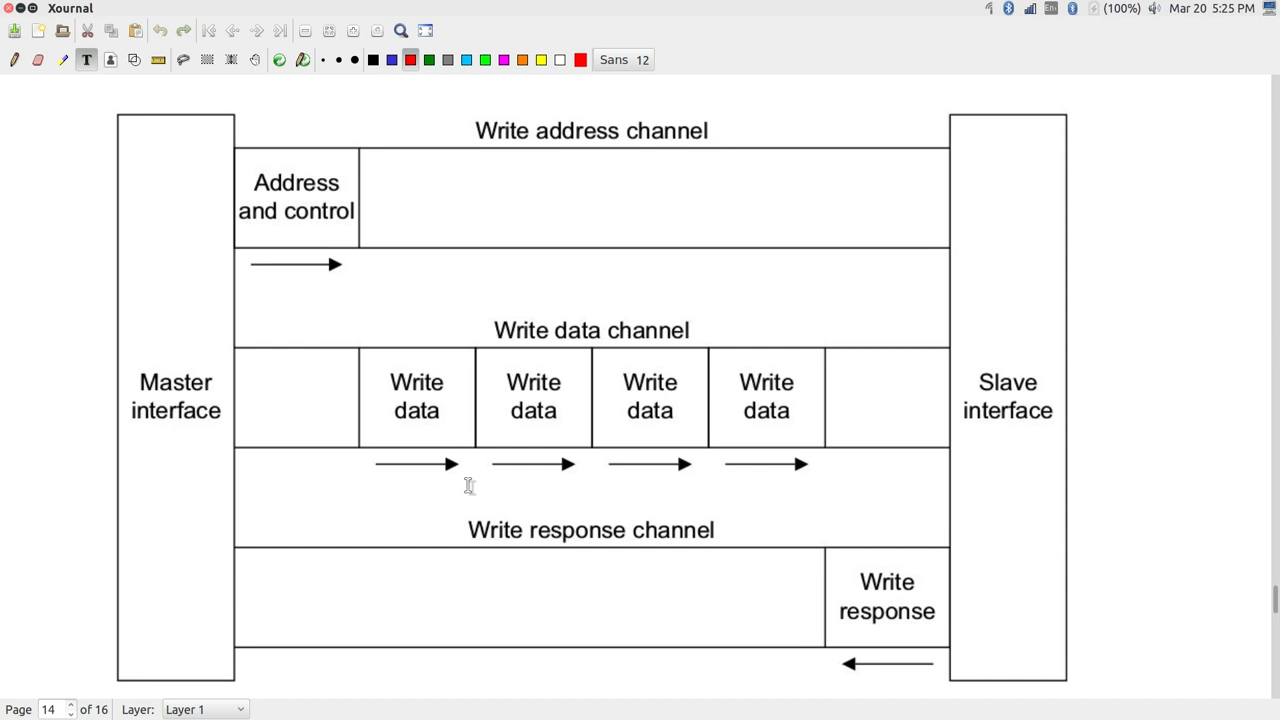 Xournal
En
(100%)
Mar 20 5:25 PM
T
Sans 12
Write address channel
Address
and control
Write data channel
Master
interface
Write
data
Write
data
Write
data
Write
data
Slave
interface
Write response channel
Write
response
Page 14 of 16 Layer: Layer 1